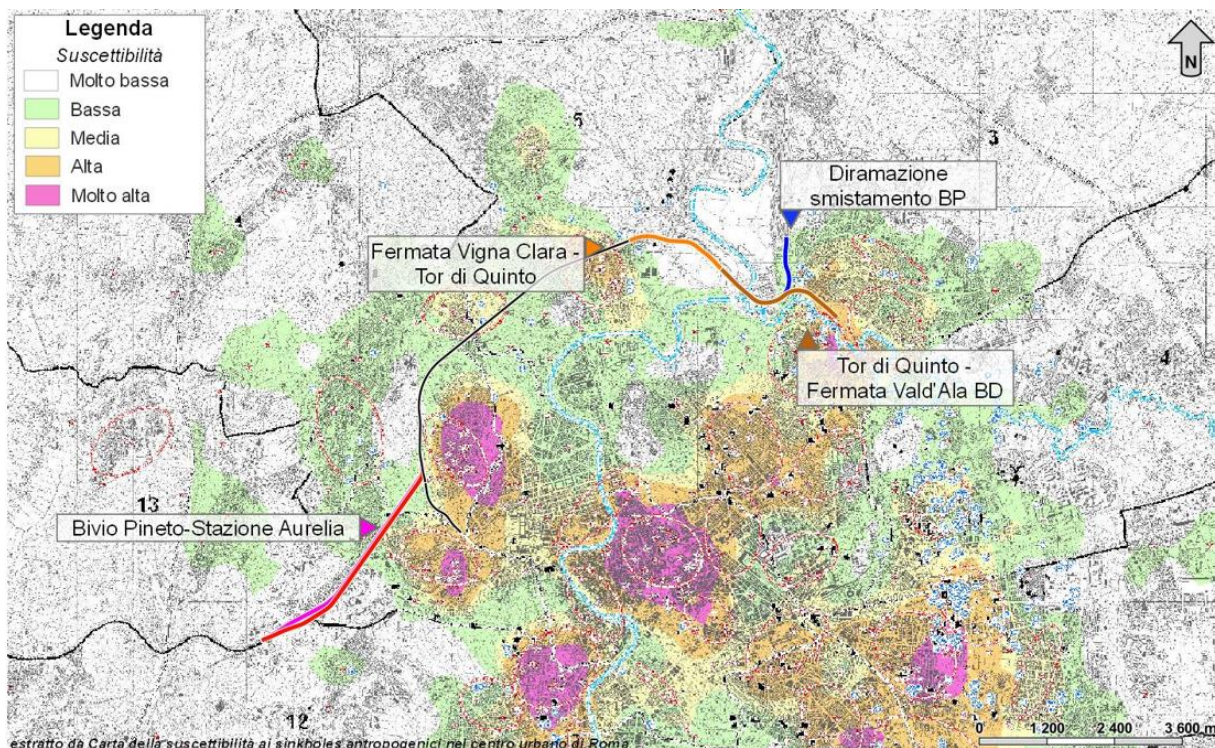 Legenda
Suscettibilità
Molto bassa
Bassa
Media
Alta
Molto alta
N
5
3
Diramazione
smistamento BP
Fermata Vigna Clara -
Tor di Quinto
4
Tor di Quinto -
Fermata Vald'Ala BD
13
Bivio Pineto-Stazione Aurelia
12
0 1 200 2 400 3 600 m
estratto da Carta della suscettibilità ai sinkholes antropogenici nel centro urbano di Roma